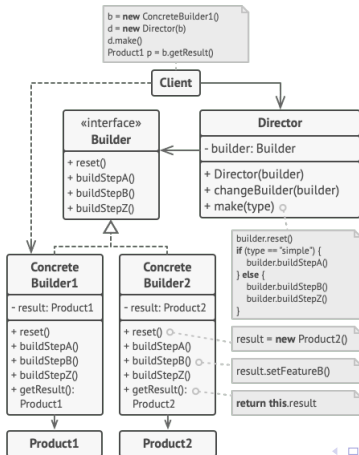 b = new ConcreteBuilder1()
d = new Director(b)
d.make()
Product1 p = b.getResult()
Client
«interface»
Builder
+ reset()
+ buildStepA()
+ buildStepB()
+ buildStepZ()
Director
- builder: Builder
+ Director(builder)
+ changeBuilder(builder)
+ make(type)
builder.reset()
if (type == "simple") {
builder.buildStepA()
} else {
builder.buildStepB()
builder.buildStepZ()
}
Concrete
Builder1
- result: Product1
+ reset()
+ buildStepA()
+ buildStepB()
+ buildStepZ()
+ getResult():
Product1
Concrete
Builder2
- result: Product2
+ reset()
+ buildStepA()
+ buildStepB()
+ buildStepZ()
+ getResult():
Product2
result = new Product2()
result.setFeatureB()
return this.result
Product1
Product2